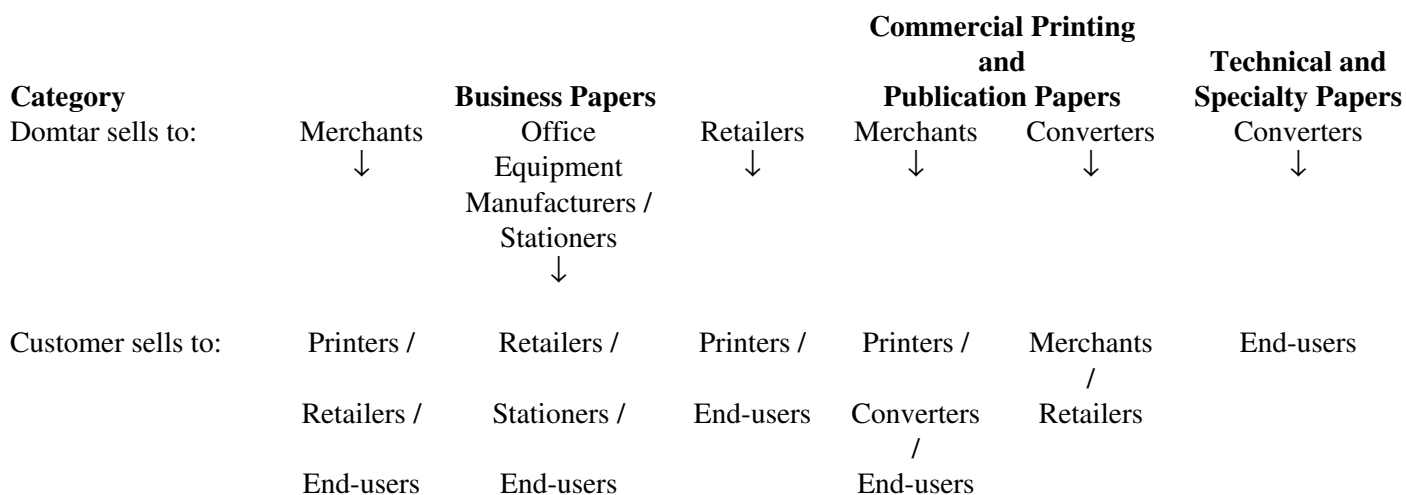 Commercial Printing
and Technical and
Category Business Papers Publication Papers Specialty Papers
Domtar sells to: Merchants Office Retailers Merchants Converters Converters
↓ Equipment ↓ ↓ ↓ ↓
Manufacturers /
Stationers
↓
Customer sells to: Printers / Retailers / Printers / Printers / Merchants End-users
/
Retailers / Stationers / End-users Converters Retailers
/
End-users End-users End-users